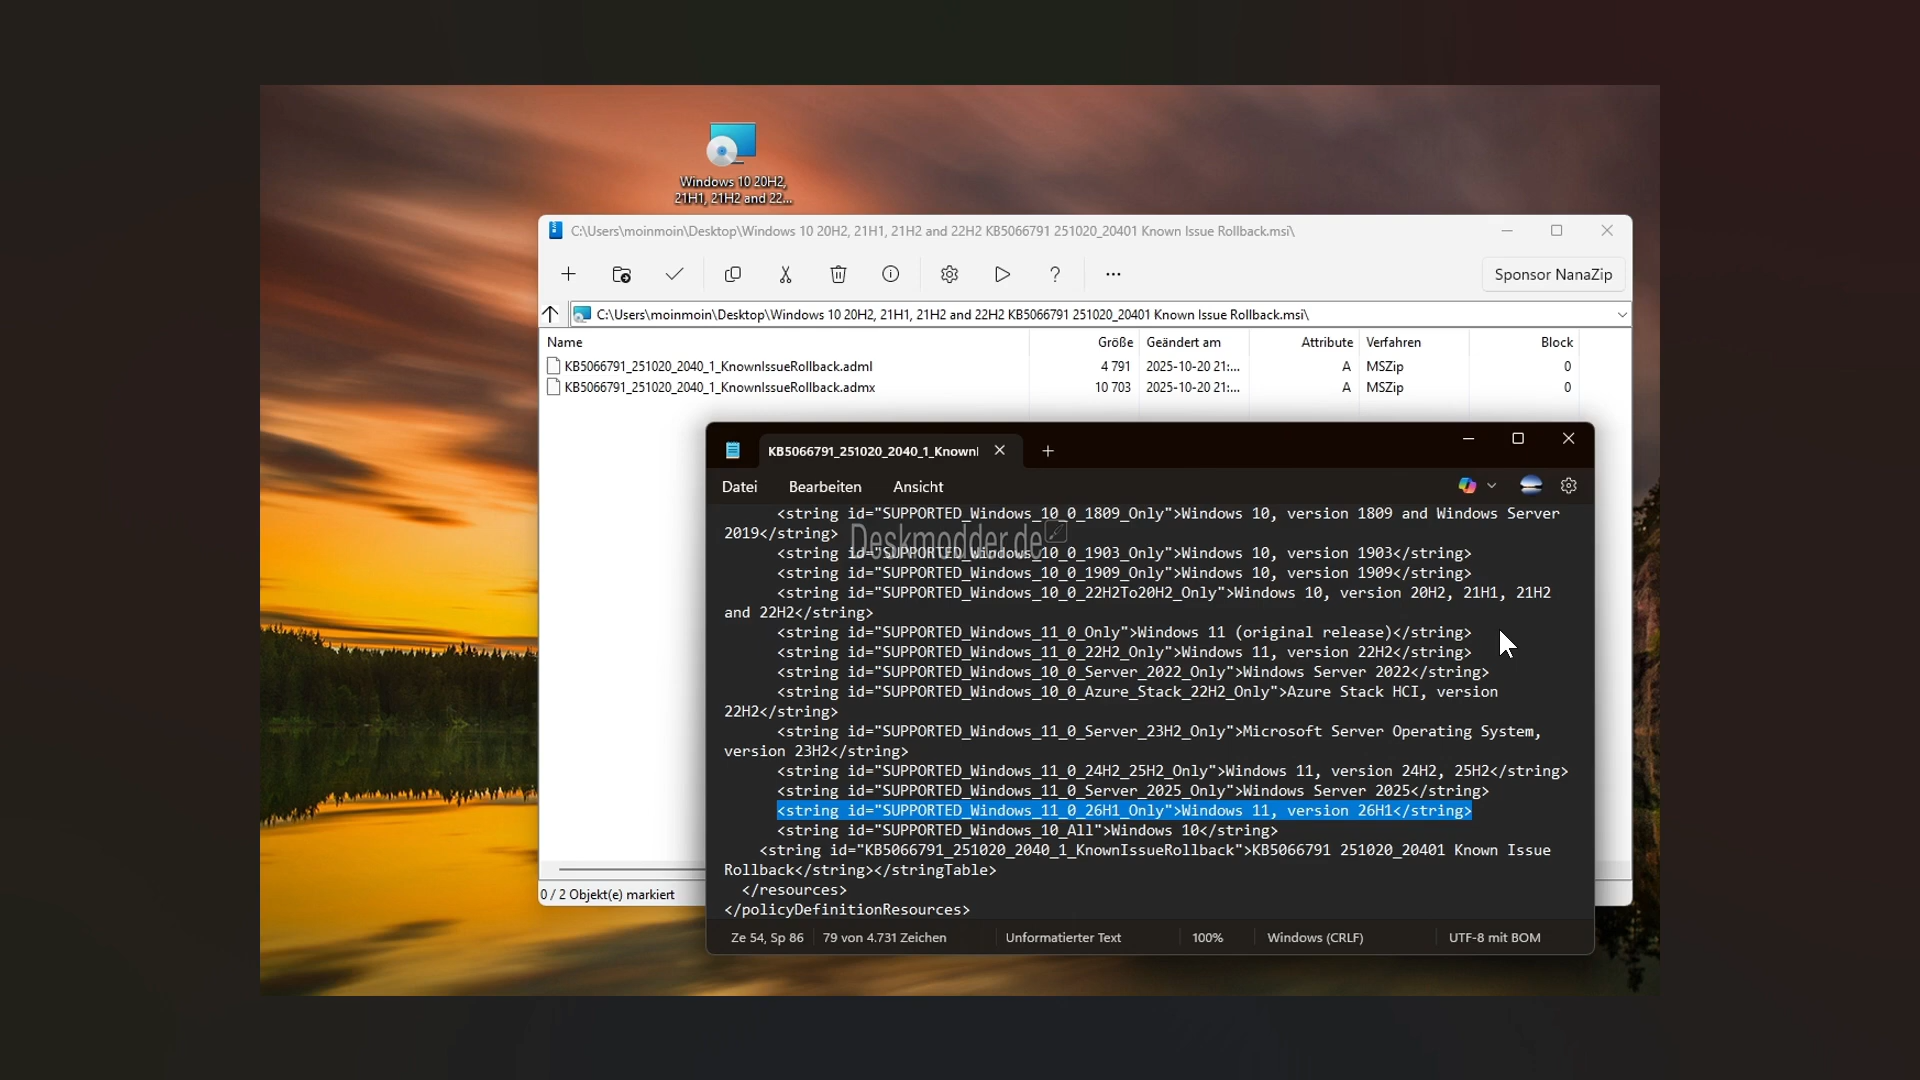 Windows 10 20H2,
21H1, 21H2 and 22...
C:\Users\moinmoin\Desktop\Windows 10 20H2, 21H1, 21H2 and 22H2 KB5066791 251020_20401 Known Issue Rollback.msi\
Sponsor NanaZip
C:\Users\moinmoin\Desktop\Windows 10 20H2, 21H1, 21H2 and 22H2 KB5066791 251020_20401 Known Issue Rollback.msi\
Name Größe Geändert am Attribute Verfahren Block
KB5066791_251020_2040_1_KnownIssueRollback.adml 4 791 2025-10-20 21:... A MSZip 0
KB5066791_251020_2040_1_KnownIssueRollback.admx 10 703 2025-10-20 21:... A MSZip 0
KB5066791_251020_2040_1_KnownI
Datei Bearbeiten Ansicht
<string id="SUPPORTED_Windows_10_0_1809_Only">Windows 10, version 1809 and Windows Server
2019</string>
Deskmodder.de
<string id="SUPPORTED_Windows_10_0_1903_Only">Windows 10, version 1903</string>
<string id="SUPPORTED_Windows_10_0_1909_Only">Windows 10, version 1909</string>
<string id="SUPPORTED_Windows_10_0_22H2To20H2_Only">Windows 10, version 20H2, 21H1, 21H2
and 22H2</string>
<string id="SUPPORTED_Windows_11_0_Only">Windows 11 (original release)</string>
<string id="SUPPORTED_Windows_11_0_22H2_Only">Windows 11, version 22H2</string>
<string id="SUPPORTED_Windows_10_0_Server_2022_Only">Windows Server 2022</string>
<string id="SUPPORTED_Windows_10_0_Azure_Stack_22H2_Only">Azure Stack HCI, version
22H2</string>
<string id="SUPPORTED_Windows_11_0_Server_23H2_Only">Microsoft Server Operating System,
version 23H2</string>
<string id="SUPPORTED_Windows_11_0_24H2_25H2_Only">Windows 11, version 24H2, 25H2</string>
<string id="SUPPORTED_Windows_11_0_Server_2025_Only">Windows Server 2025</string>
<string id="SUPPORTED_Windows_11_0_26H1_Only">Windows 11, version 26H1</string>
<string id="SUPPORTED_Windows_10_All">Windows 10</string>
<string id="KB5066791_251020_2040_1_KnownIssueRollback">KB5066791 251020_20401 Known Issue
Rollback</string></stringTable>
</resources>
</policyDefinitionResources>
0 / 2 Objekt(e) markiert
Ze 54, Sp 86 79 von 4.731 Zeichen Unformatierter Text 100% Windows (CRLF) UTF-8 mit BOM